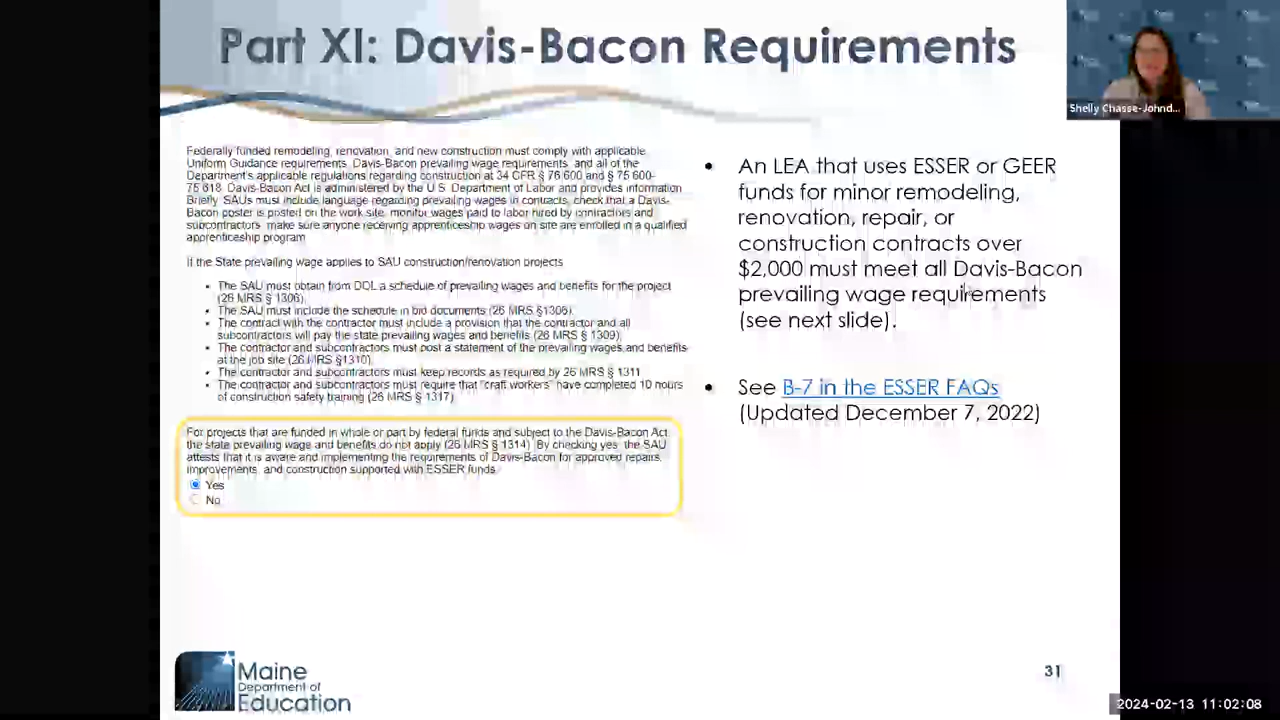 Part XI: Davis-Bacon Requirements
Shelly Chasse-Johnd...
Federally funded remodeling, renovation, and new construction must comply with applicable
Uniform Guidance requirements, Davis-Bacon prevailing wage requirements, and all of the
Department's applicable regulations regarding construction at 34 CFR § 76.600 and § 75.600-
75.618. Davis-Bacon Act is administered by the U.S. Department of Labor and provides information
Briefly, SAUs must include language regarding prevailing wages in contracts, check that a Davis-
Bacon poster is posted on the work site, monitor wages paid to labor hired by contractors and
subcontractors, make sure anyone receiving apprenticeship wages on site are enrolled in a qualified
apprenticeship program.
If the State prevailing wage applies to SAU construction/renovation projects
• The SAU must obtain from DOL a schedule of prevailing wages and benefits for the project
(26 MRS § 1306).
• The SAU must include the schedule in bid documents (26 MRS §1306).
• The contract with the contractor must include a provision that the contractor and all
subcontractors will pay the state prevailing wages and benefits (26 MRS § 1309).
• The contractor and subcontractors must post a statement of the prevailing wages and benefits
at the job site (26 MRS §1310).
• The contractor and subcontractors must keep records as required by 26 MRS § 1311
• The contractor and subcontractors must require that "craft workers" have completed 10 hours
of construction safety training (26 MRS § 1317)
For projects that are funded in whole or part by federal funds and subject to the Davis-Bacon Act,
the state prevailing wage and benefits do not apply (26 MRS § 1314). By checking yes, the SAU
attests that it is aware and implementing the requirements of Davis-Bacon for approved repairs,
improvements, and construction supported with ESSER funds.
Yes
No
• An LEA that uses ESSER or GEER
funds for minor remodeling,
renovation, repair, or
construction contracts over
$2,000 must meet all Davis-Bacon
prevailing wage requirements
(see next slide).
• See B-7 in the ESSER FAQs
(Updated December 7, 2022)
Maine
Department of
Education
31
2024-02-13 11:02:08